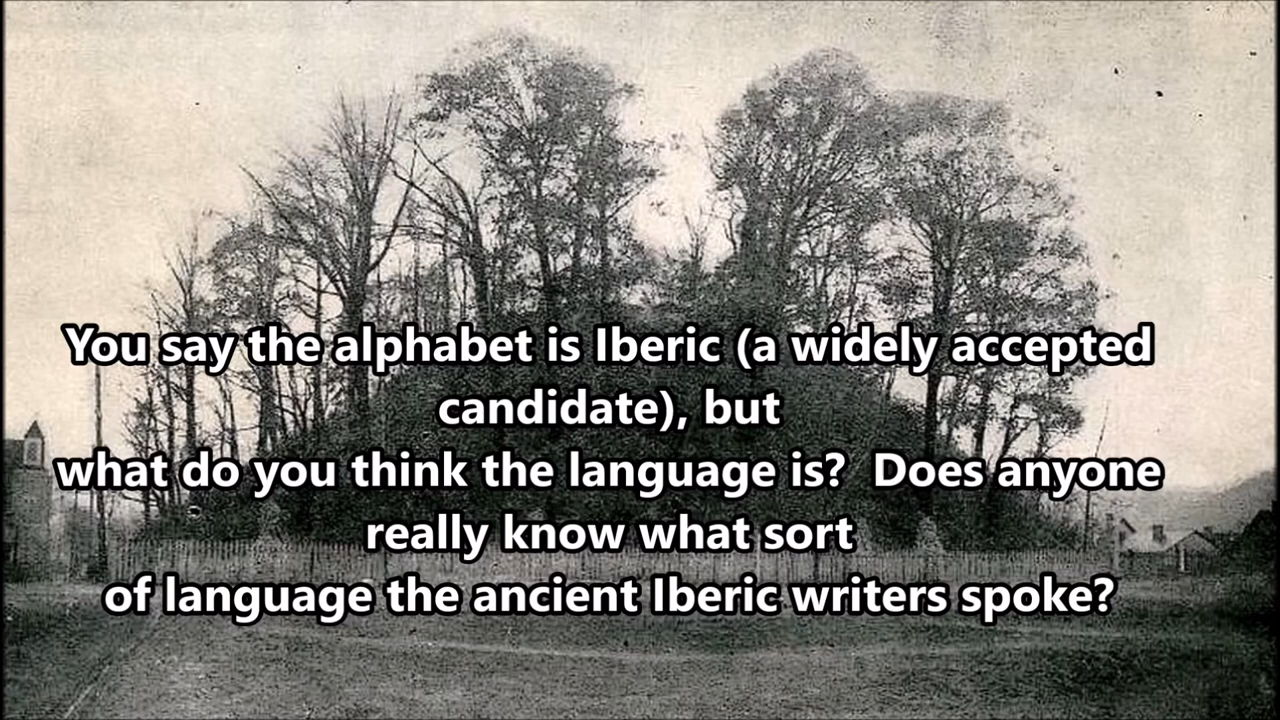 You say the alphabet is Iberic (a widely accepted
candidate), but
what do you think the language is?  Does anyone
really know what sort
of language the ancient Iberic writers spoke?